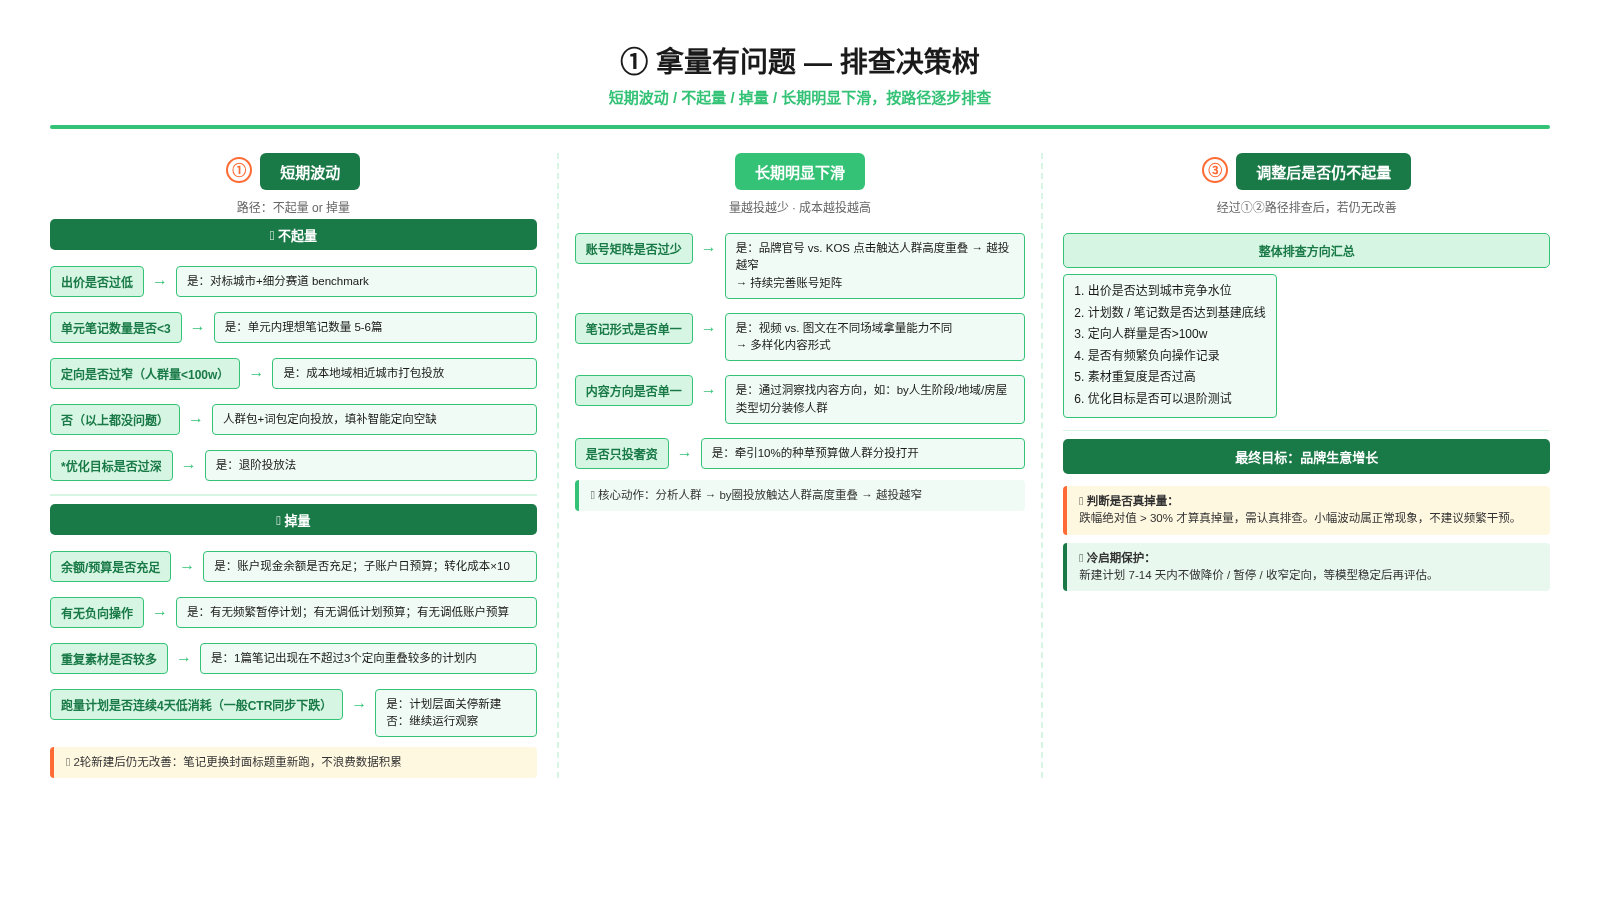 ① 拿量有问题 — 排查决策树
短期波动 / 不起量 / 掉量 / 长期明显下滑，按路径逐步排查
① 短期波动
路径：不起量 or 掉量
不起量
出价是否过低 → 是：对标城市+细分赛道 benchmark
单元笔记数量是否<3 → 是：单元内理想笔记数量 5-6篇
定向是否过窄（人群量<100w） → 是：成本地域相近城市打包投放
否（以上都没问题） → 人群包+词包定向投放，填补智能定向空缺
*优化目标是否过深 → 是：退阶投放法
掉量
余额/预算是否充足 → 是：账户现金余额是否充足；子账户日预算；转化成本×10
有无负向操作 → 是：有无频繁暂停计划；有无调低计划预算；有无调低账户预算
重复素材是否较多 → 是：1篇笔记出现在不超过3个定向重叠较多的计划内
跑量计划是否连续4天低消耗（一般CTR同步下跌） → 是：计划层面关停新建
否：继续运行观察
2轮新建后仍无改善：笔记更换封面标题重新跑，不浪费数据积累
长期明显下滑
量越投越少 · 成本越投越高
账号矩阵是否过少 → 是：品牌官号 vs. KOS 点击触达人群高度重叠 → 越投
越窄
→ 持续完善账号矩阵
笔记形式是否单一 → 是：视频 vs. 图文在不同场域拿量能力不同
→ 多样化内容形式
内容方向是否单一 → 是：通过洞察找内容方向，如：by人生阶段/地域/房屋
类型切分装修人群
是否只投奢资 → 是：牵引10%的种草预算做人群分投打开
核心动作：分析人群 → by圈投放触达人群高度重叠 → 越投越窄
③ 调整后是否仍不起量
经过①②路径排查后，若仍无改善
整体排查方向汇总
1. 出价是否达到城市竞争水位
2. 计划数 / 笔记数是否达到基建底线
3. 定向人群量是否>100w
4. 是否有频繁负向操作记录
5. 素材重复度是否过高
6. 优化目标是否可以退阶测试
最终目标：品牌生意增长
判断是否真掉量：
跌幅绝对值 > 30% 才算真掉量，需认真排查。小幅波动属正常现象，不建议频繁干预。
冷启期保护：
新建计划 7-14 天内不做降价 / 暂停 / 收窄定向，等模型稳定后再评估。